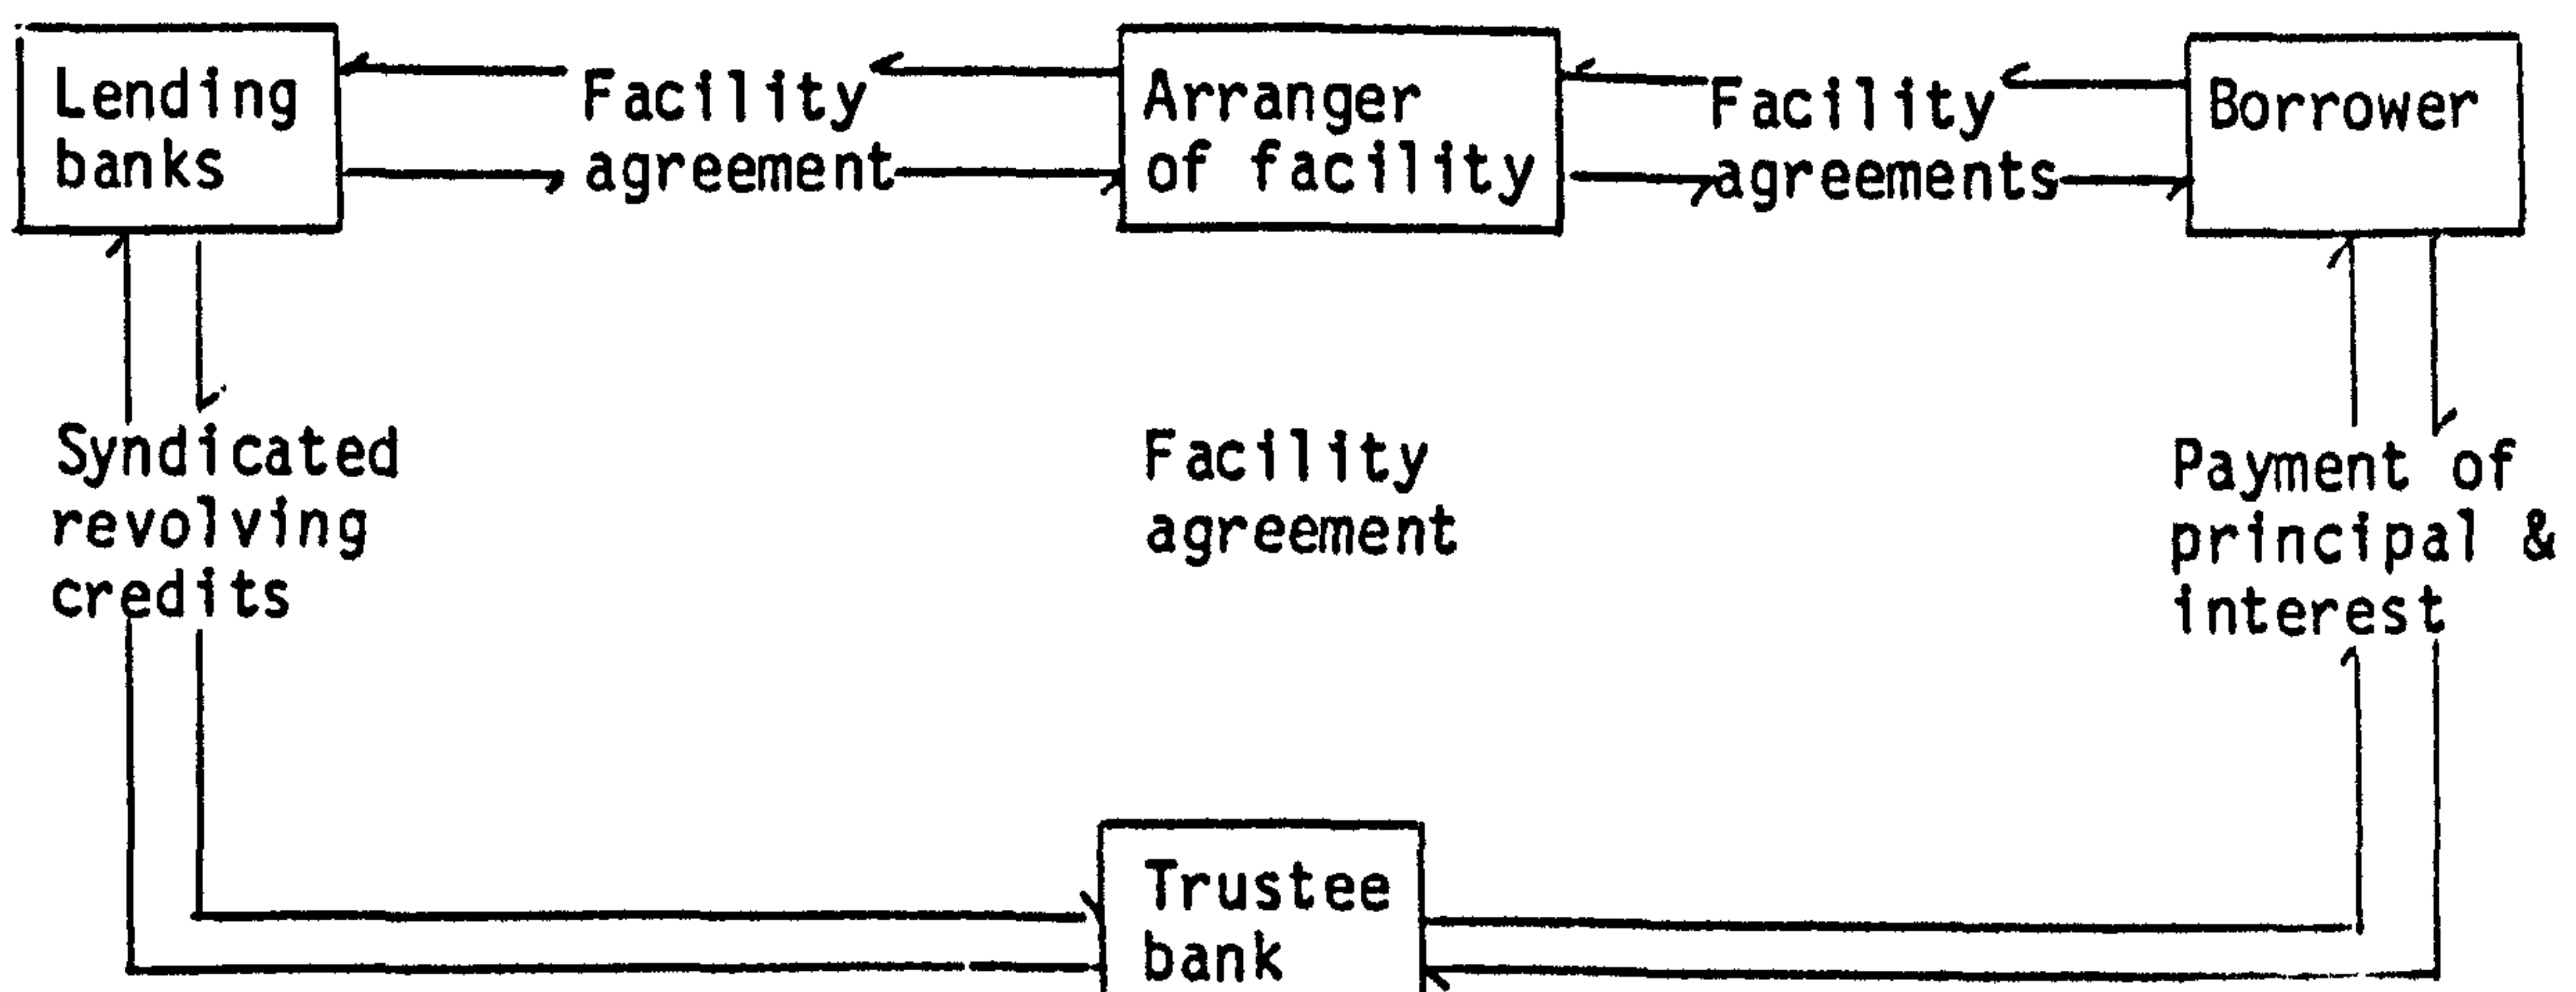 Lending
banks
Facility
agreement
Arranger
of facility
Facility
agreements
Borrower
Syndicated
revolving
credits
Facility
agreement
Payment of
principal &
interest
Trustee
bank